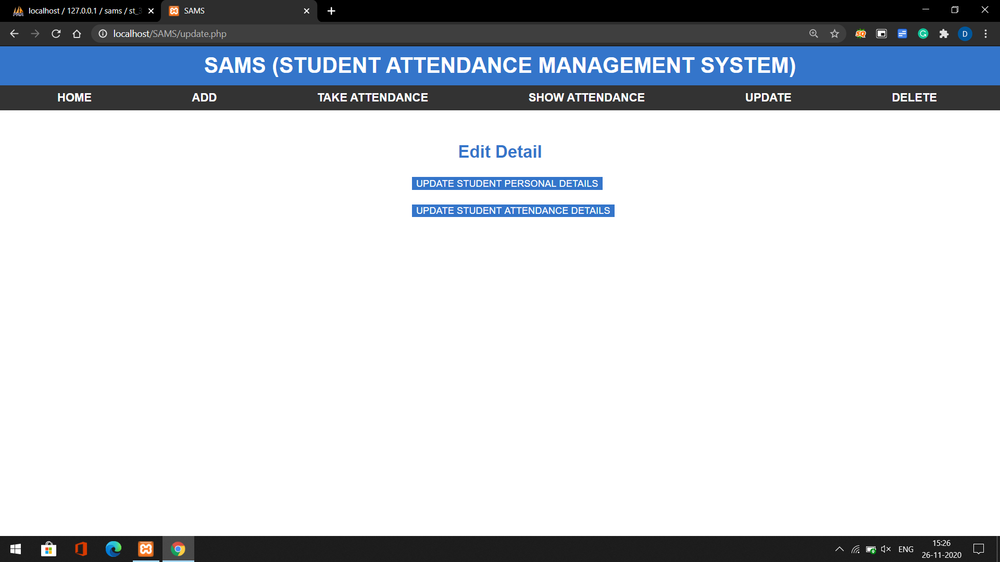 localhost / 127.0.0.1 / sams / st_3
SAMS
localhost/SAMS/update.php
SQ
G
D
SAMS (STUDENT ATTENDANCE MANAGEMENT SYSTEM)
HOME ADD TAKE ATTENDANCE SHOW ATTENDANCE UPDATE DELETE
Edit Detail
UPDATE STUDENT PERSONAL DETAILS
UPDATE STUDENT ATTENDANCE DETAILS
ENG
15:26
26-11-2020